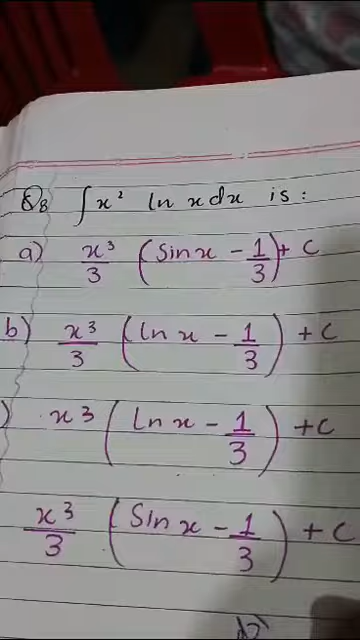 Q8 ∫x² ln x dx is :
a) x³/3 (Sinx - 1/3) + C
b) x³/3 (ln x - 1/3) + C
) x3 (ln x - 1/3) + C
x³/3 (Sin x - 1/3) + C